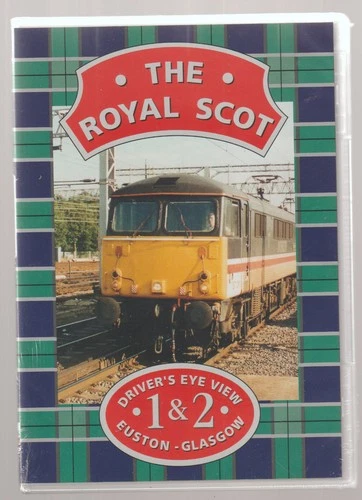 • THE •
ROYAL SCOT
DRIVER'S EYE VIEW
• 1 & 2 •
EUSTON - GLASGOW